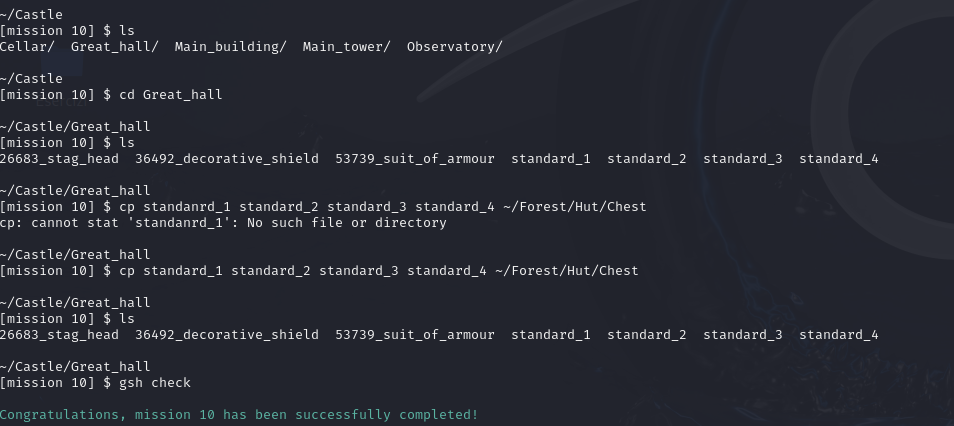 ~/Castle
[mission 10] $ ls
Cellar/  Great_hall/  Main_building/  Main_tower/  Observatory/
~/Castle
[mission 10] $ cd Great_hall
~/Castle/Great_hall
[mission 10] $ ls
26683_stag_head  36492_decorative_shield  53739_suit_of_armour  standard_1  standard_2  standard_3  standard_4
~/Castle/Great_hall
[mission 10] $ cp standanrd_1 standard_2 standard_3 standard_4 ~/Forest/Hut/Chest
cp: cannot stat 'standanrd_1': No such file or directory
~/Castle/Great_hall
[mission 10] $ cp standard_1 standard_2 standard_3 standard_4 ~/Forest/Hut/Chest
~/Castle/Great_hall
[mission 10] $ ls
26683_stag_head  36492_decorative_shield  53739_suit_of_armour  standard_1  standard_2  standard_3  standard_4
~/Castle/Great_hall
[mission 10] $ gsh check
Congratulations, mission 10 has been successfully completed!